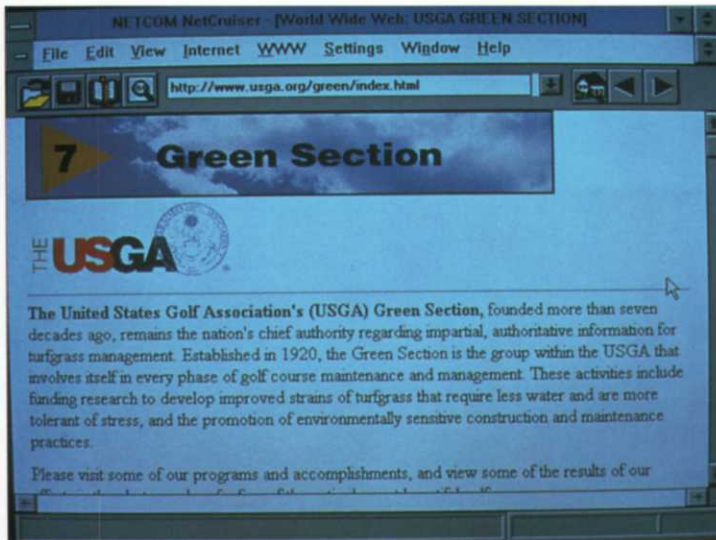 NETCOM NetCruiser - [World Wide Web: USGA GREEN SECTION]
File Edit View Internet WWW Settings Window Help
http://www.usga.org/green/index.html
7 Green Section
THE USGA
The United States Golf Association's (USGA) Green Section, founded more than seven
decades ago, remains the nation's chief authority regarding impartial, authoritative information for
turfgrass management. Established in 1920, the Green Section is the group within the USGA that
involves itself in every phase of golf course maintenance and management. These activities include
funding research to develop improved strains of turfgrass that require less water and are more
tolerant of stress, and the promotion of environmentally sensitive construction and maintenance
practices.
Please visit some of our programs and accomplishments, and view some of the results of our